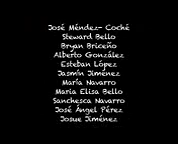 José Méndez- Coché
Steward Bello
Bryan Briceño
Alberto González
Esteban López
Jasmín Jiménez
María Navarro
Maria Elisa Bello
Sanchesca Navarro
José Ángel Pérez
Josue Jiménez